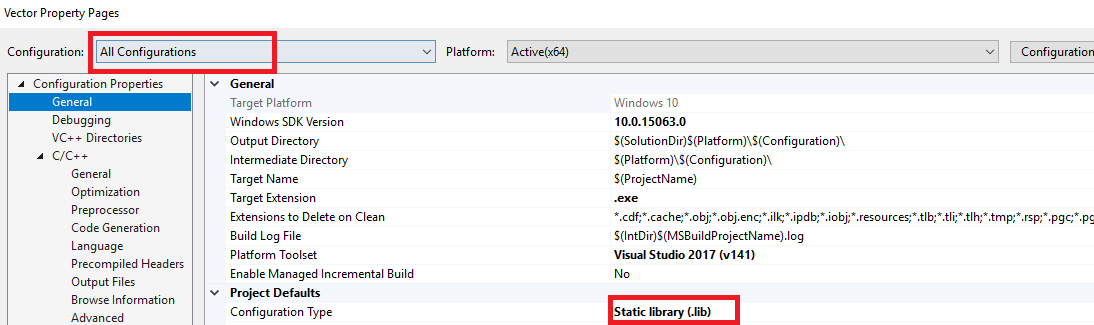 Vector Property Pages
Configuration: All Configurations Platform: Active(x64) Configuration
Configuration Properties
General
Debugging
VC++ Directories
C/C++
General
Optimization
Preprocessor
Code Generation
Language
Precompiled Headers
Output Files
Browse Information
Advanced
General
Target Platform Windows 10
Windows SDK Version 10.0.15063.0
Output Directory $(SolutionDir)$(Platform)\$(Configuration)\
Intermediate Directory $(Platform)\$(Configuration)\
Target Name $(ProjectName)
Target Extension .exe
Extensions to Delete on Clean *.cdf;*.cache;*.obj;*.obj.enc;*.ilk;*.ipdb;*.iobj;*.resources;*.tlb;*.tli;*.tlh;*.tmp;*.rsp;*.pgc;*.pg
Build Log File $(IntDir)$(MSBuildProjectName).log
Platform Toolset Visual Studio 2017 (v141)
Enable Managed Incremental Build No
Project Defaults
Configuration Type Static library (.lib)